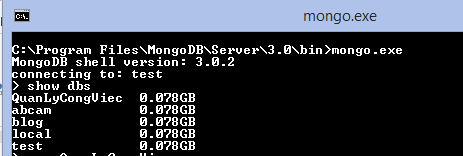 mongo.exe
C:\Program Files\MongoDB\Server\3.0\bin>mongo.exe
MongoDB shell version: 3.0.2
connecting to: test
> show dbs
QuanLyCongViec  0.078GB
abcam           0.078GB
blog            0.078GB
local           0.078GB
test            0.078GB